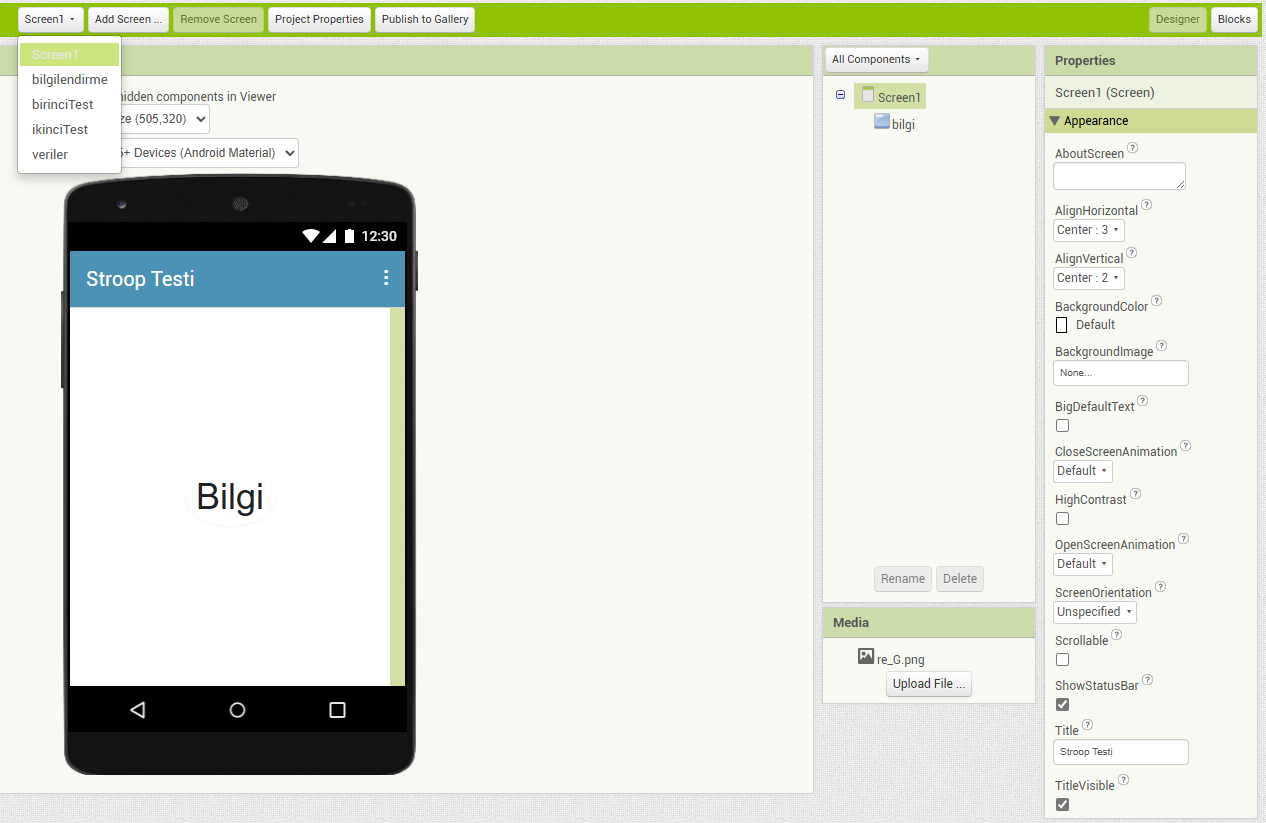 Screen1
Add Screen ...
Remove Screen
Project Properties
Publish to Gallery
Designer
Blocks
Screen1
bilgilendirme
birinciTest
ikinciTest
veriler
hidden components in Viewer
(505,320)
Devices (Android Material)
12:30
Stroop Testi
Bilgi
All Components
Screen1
bilgi
Rename
Delete
Media
re_G.png
Upload File ...
Properties
Screen1 (Screen)
Appearance
AboutScreen ?
AlignHorizontal ?
Center : 3
AlignVertical ?
Center : 2
BackgroundColor ?
Default
BackgroundImage ?
None...
BigDefaultText ?
CloseScreenAnimation ?
Default
HighContrast ?
OpenScreenAnimation ?
Default
ScreenOrientation ?
Unspecified
Scrollable ?
ShowStatusBar ?
Title ?
Stroop Testi
TitleVisible ?